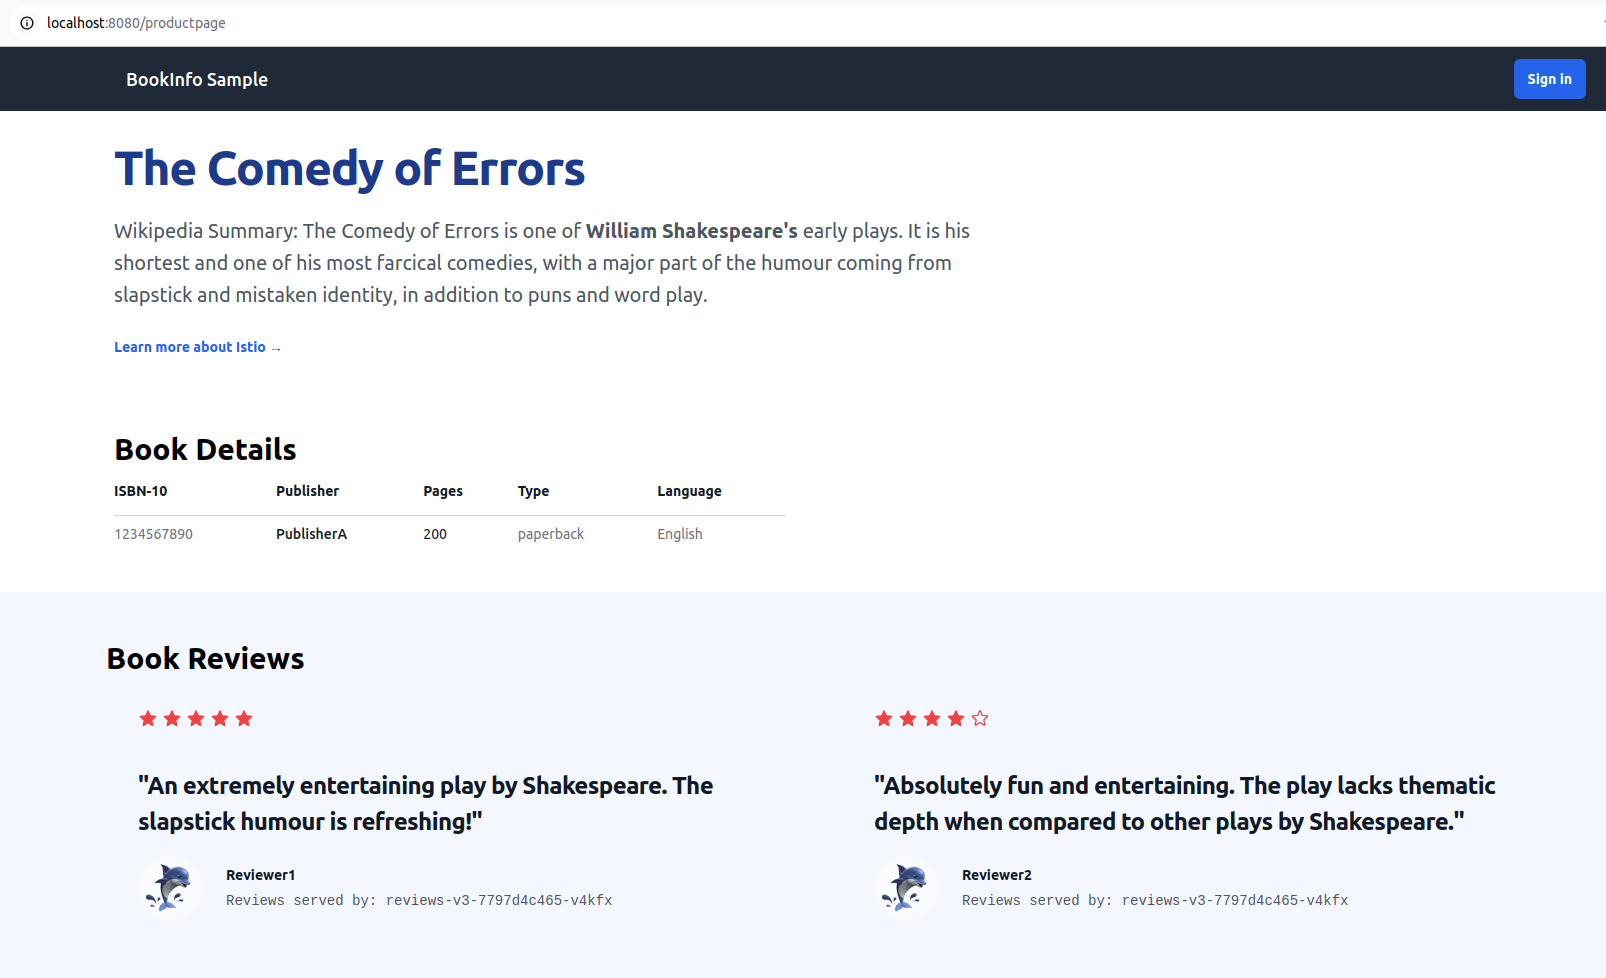 localhost:8080/productpage
BookInfo Sample
Sign in
The Comedy of Errors
Wikipedia Summary: The Comedy of Errors is one of William Shakespeare's early plays. It is his
shortest and one of his most farcical comedies, with a major part of the humour coming from
slapstick and mistaken identity, in addition to puns and word play.
Learn more about Istio →
Book Details
ISBN-10 Publisher Pages Type Language
1234567890 PublisherA 200 paperback English
Book Reviews
"An extremely entertaining play by Shakespeare. The
slapstick humour is refreshing!"
Reviewer1
Reviews served by: reviews-v3-7797d4c465-v4kfx
"Absolutely fun and entertaining. The play lacks thematic
depth when compared to other plays by Shakespeare."
Reviewer2
Reviews served by: reviews-v3-7797d4c465-v4kfx